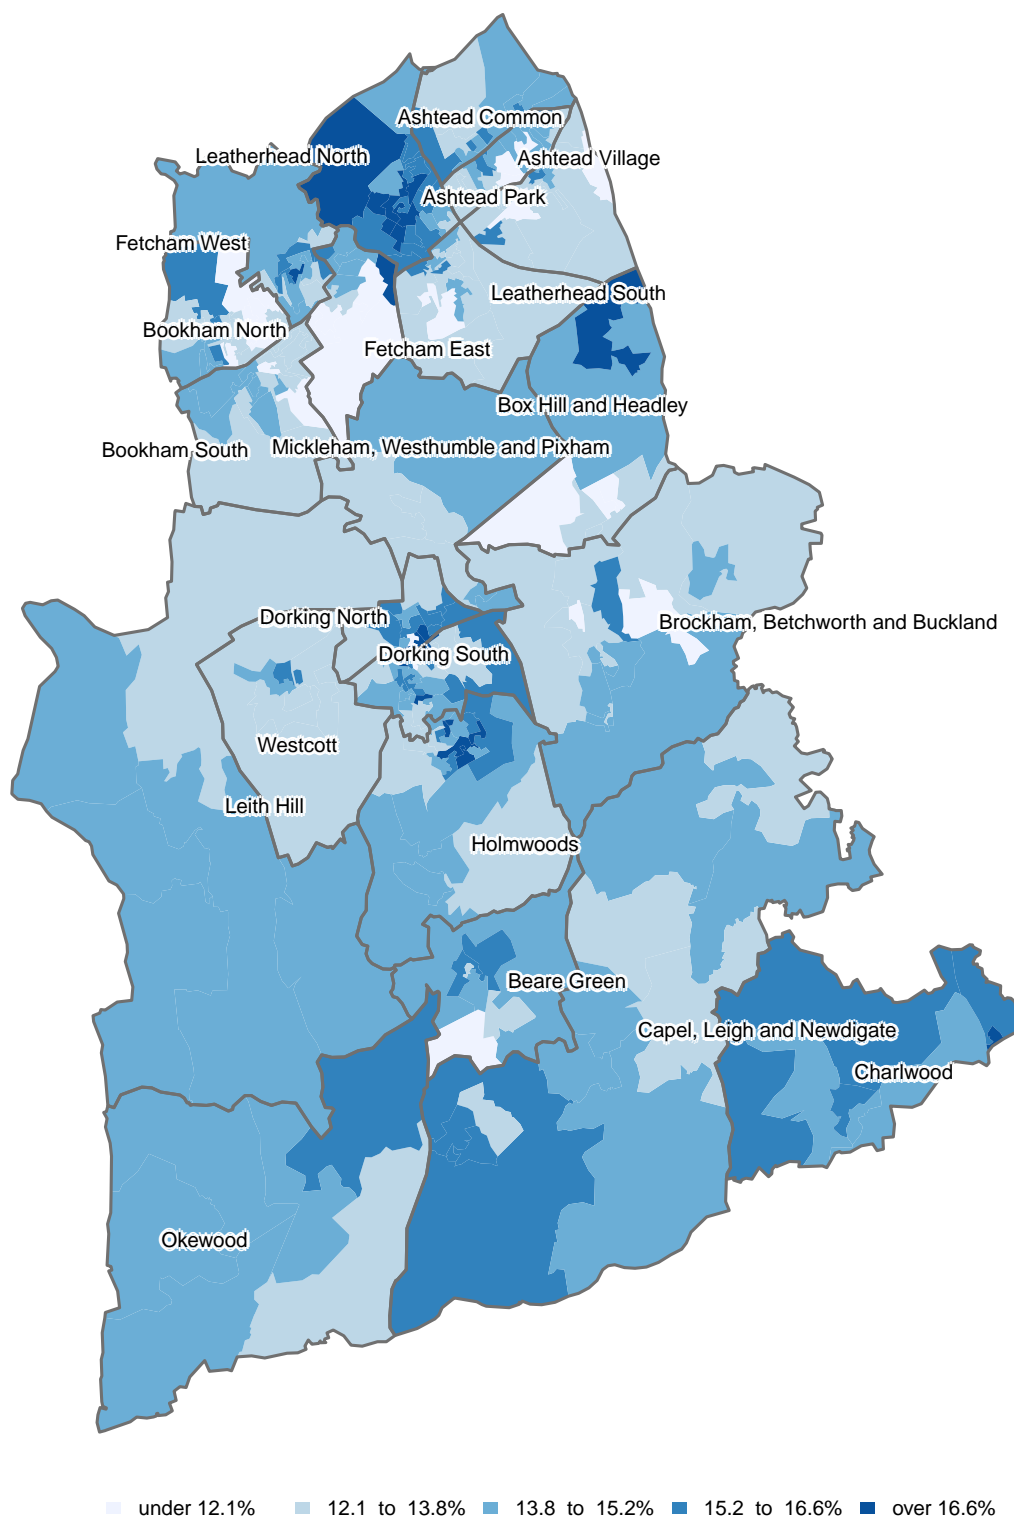 Ashtead Common
Leatherhead North
Ashtead Village
Ashtead Park
Fetcham West
Leatherhead South
Bookham North
Fetcham East
Box Hill and Headley
Bookham South
Mickleham, Westhumble and Pixham
Dorking North
Brockham, Betchworth and Buckland
Dorking South
Westcott
Leith Hill
Holmwoods
Beare Green
Capel, Leigh and Newdigate
Charlwood
Okewood
under 12.1% 12.1 to 13.8% 13.8 to 15.2% 15.2 to 16.6% over 16.6%